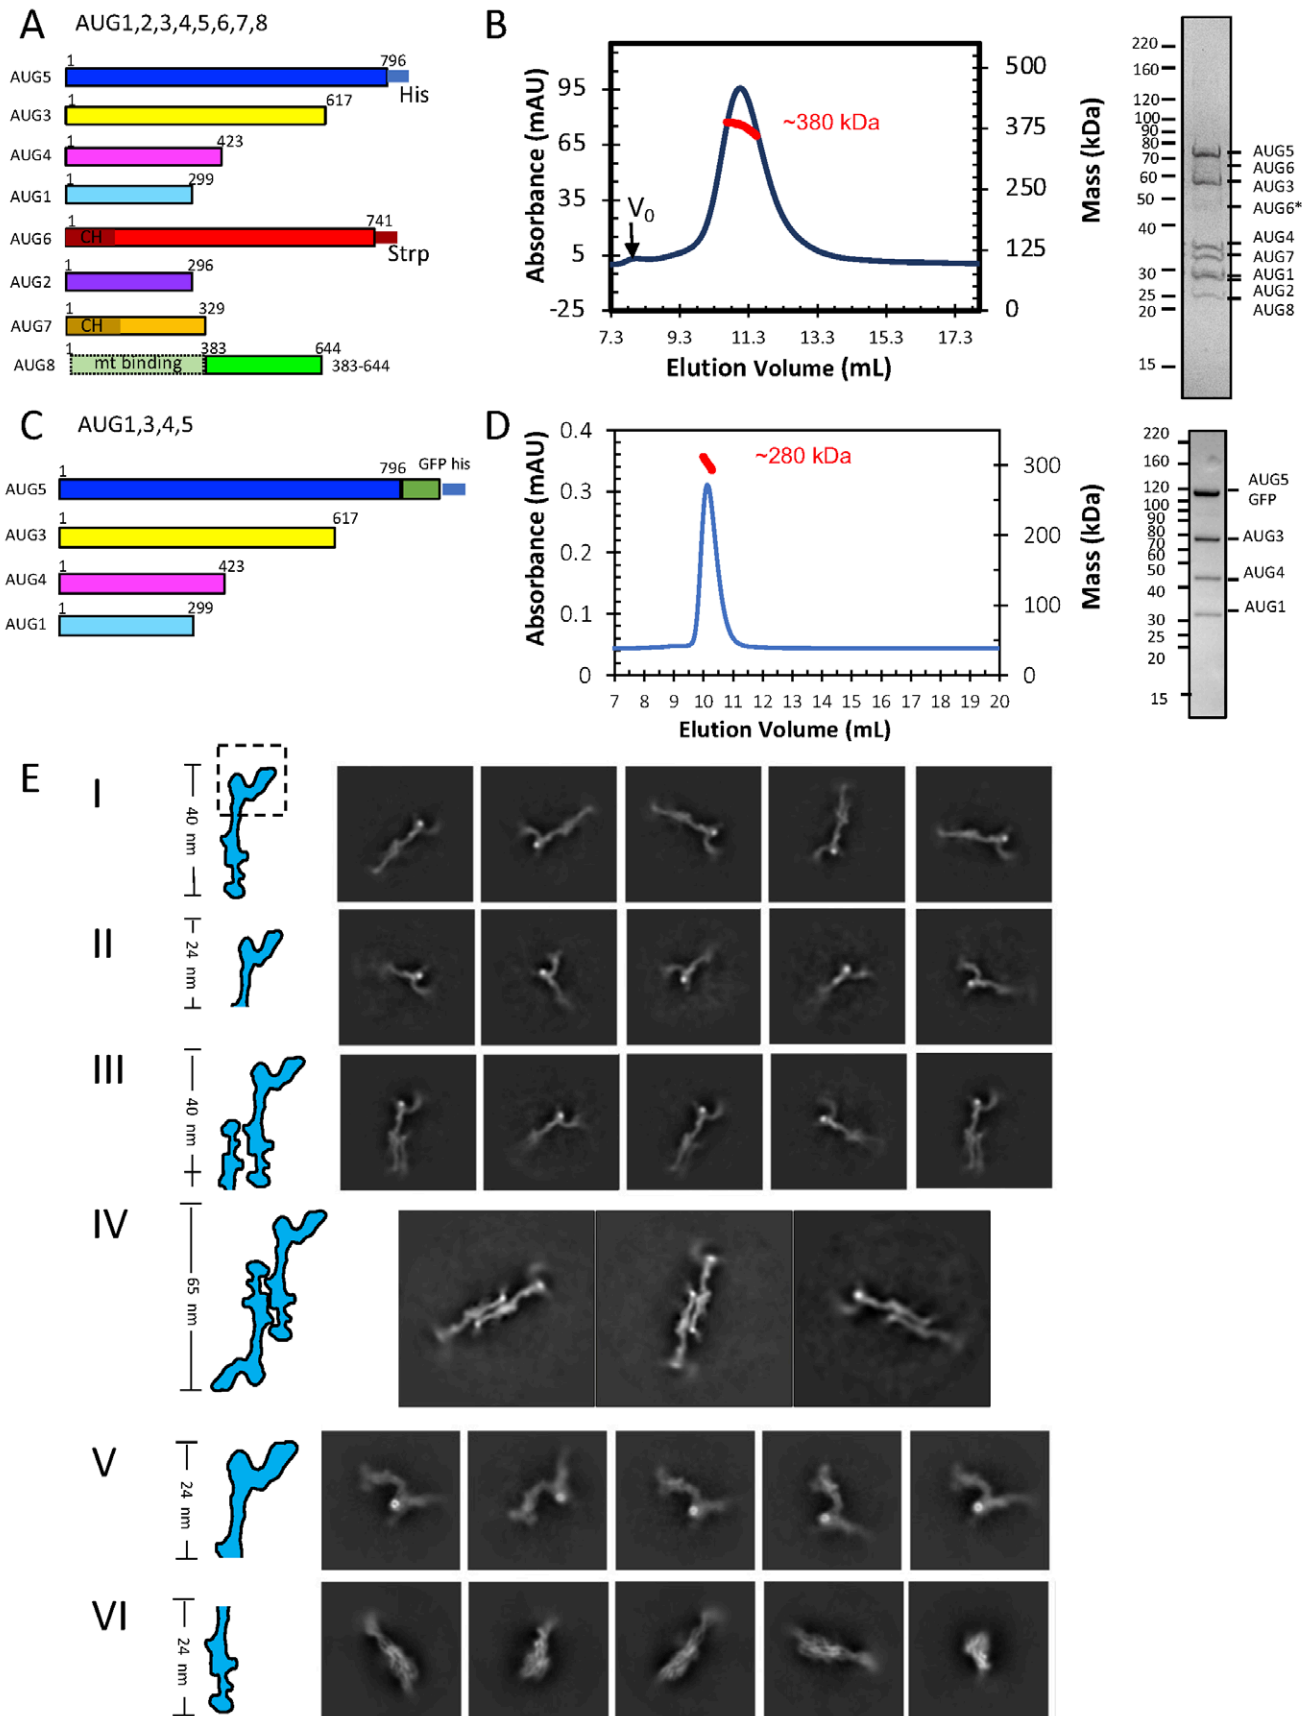 A AUG1,2,3,4,5,6,7,8
1 796
AUG5 His
1 617
AUG3
1 423
AUG4
1 299
AUG1
1 741
AUG6 CH Strp
1 296
AUG2
1 329
AUG7 CH
1 383 644
AUG8 mt binding 383-644
B
Absorbance (mAU)
95
65
35
5
-25
V0
~380 kDa
500
375
250
125
0
Mass (kDa)
7.3 9.3 11.3 13.3 15.3 17.3
Elution Volume (mL)
220
160
120
100
90
80
70
60
50
40
30
25
20
15
AUG5
AUG6
AUG3
AUG6*
AUG4
AUG7
AUG1
AUG2
AUG8
C AUG1,3,4,5
1 796 GFP his
AUG5
1 617
AUG3
1 423
AUG4
1 299
AUG1
D
Absorbance (mAU)
0.4
0.3
0.2
0.1
0
~280 kDa
300
200
100
0
Mass (kDa)
7 8 9 10 11 12 13 14 15 16 17 18 19 20
Elution Volume (mL)
220
160
120
100
90
80
70
60
50
40
30
25
20
15
AUG5
GFP
AUG3
AUG4
AUG1
E
I
40 nm
II
24 nm
III
40 nm
IV
65 nm
V
24 nm
VI
24 nm